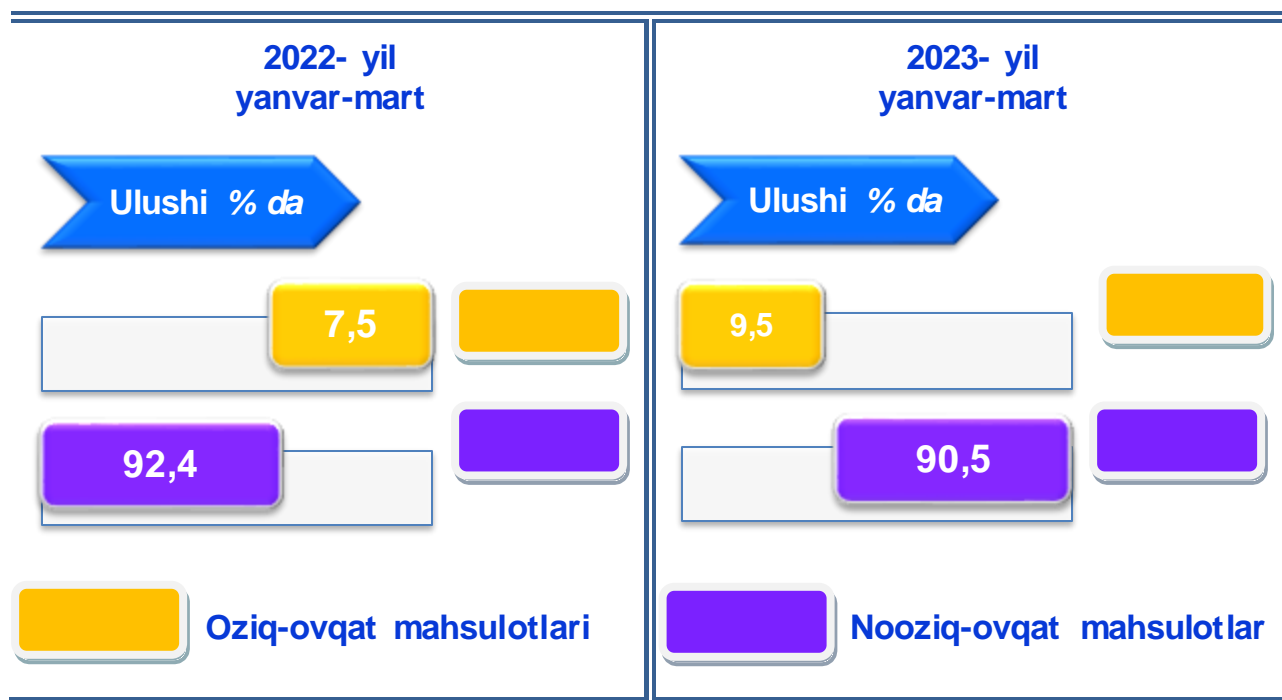 2022- yil
yanvar-mart
Ulushi % da
7,5
92,4
2023- yil
yanvar-mart
Ulushi % da
9,5
90,5
Oziq-ovqat mahsulotlari
Nooziq-ovqat mahsulotlar